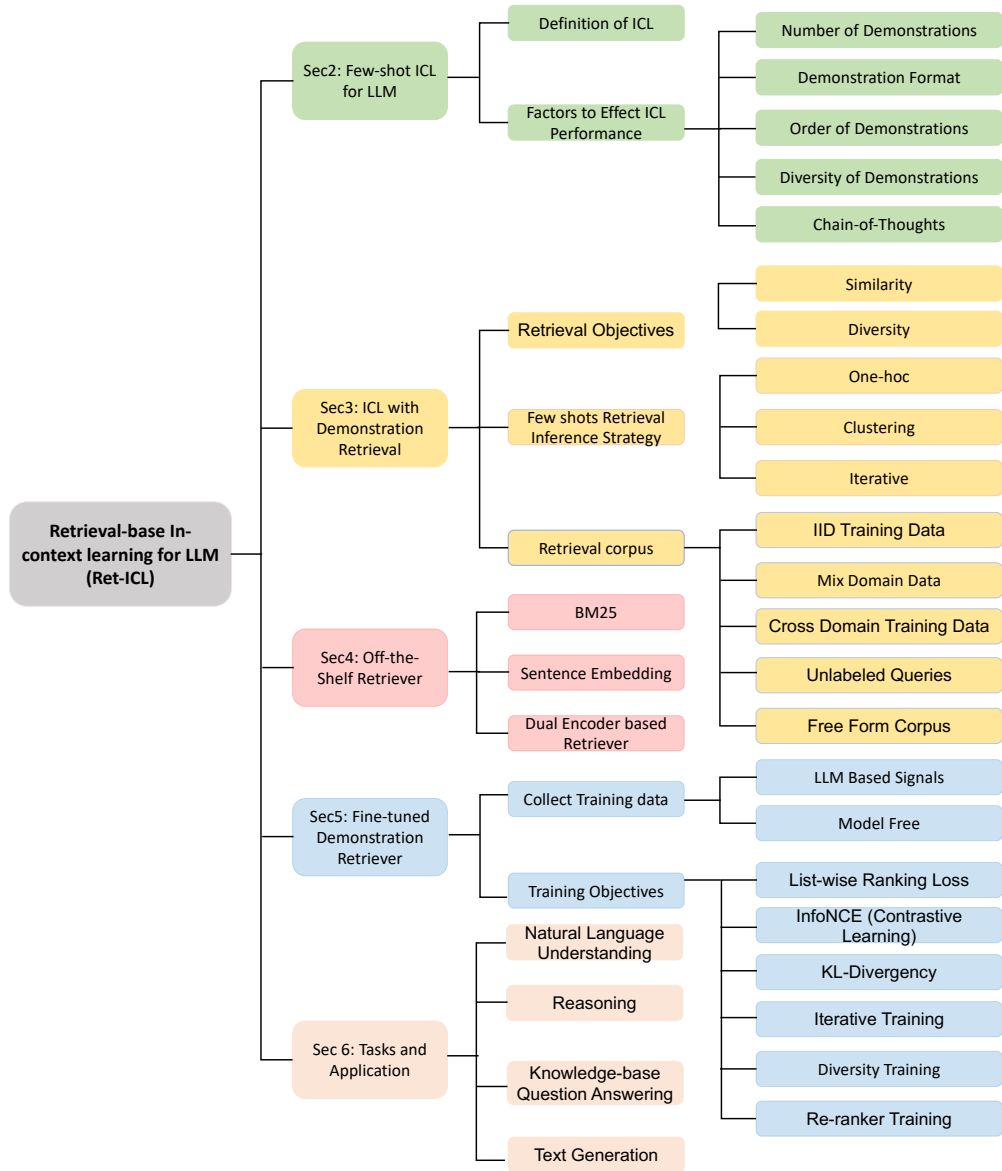 Retrieval-base In-
context learning for LLM
(Ret-ICL)
Sec2: Few-shot ICL
for LLM
Definition of ICL
Factors to Effect ICL
Performance
Number of Demonstrations
Demonstration Format
Order of Demonstrations
Diversity of Demonstrations
Chain-of-Thoughts
Sec3: ICL with
Demonstration
Retrieval
Retrieval Objectives
Similarity
Diversity
Few shots Retrieval
Inference Strategy
One-hoc
Clustering
Iterative
Retrieval corpus
IID Training Data
Mix Domain Data
Cross Domain Training Data
Unlabeled Queries
Free Form Corpus
Sec4: Off-the-
Shelf Retriever
BM25
Sentence Embedding
Dual Encoder based
Retriever
Sec5: Fine-tuned
Demonstration
Retriever
Collect Training data
LLM Based Signals
Model Free
Training Objectives
List-wise Ranking Loss
InfoNCE (Contrastive
Learning)
KL-Divergency
Iterative Training
Diversity Training
Re-ranker Training
Sec 6: Tasks and
Application
Natural Language
Understanding
Reasoning
Knowledge-base
Question Answering
Text Generation